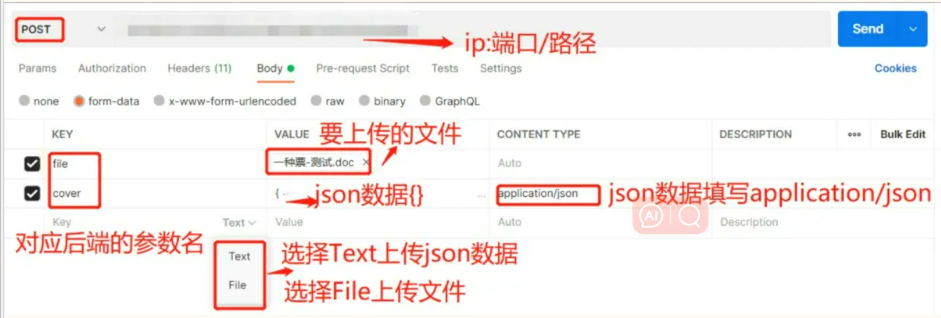 POST
Send
ip:端口/路径
Params Authorization Headers (11) Body Pre-request Script Tests Settings Cookies
none form-data x-www-form-urlencoded raw binary GraphQL
KEY VALUE 要上传的文件 CONTENT TYPE DESCRIPTION ooo Bulk Edit
file 一种票-测试.doc × Auto
cover { json数据{} ... application/json json数据填写application/json
Key Text Value Auto AI Description
对应后端的参数名
Text 选择Text上传json数据
File 选择File上传文件